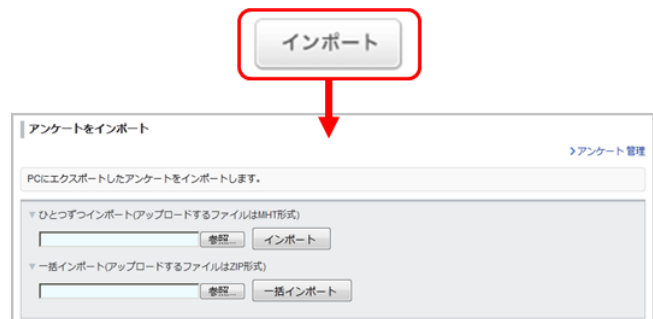 インポート
アンケートをインポート
アンケート管理
PCにエクスポートしたアンケートをインポートします。
ひとつずつインポート(アップロードするファイルはMHT形式)
参照... インポート
一括インポート(アップロードするファイルはZIP形式)
参照... 一括インポート